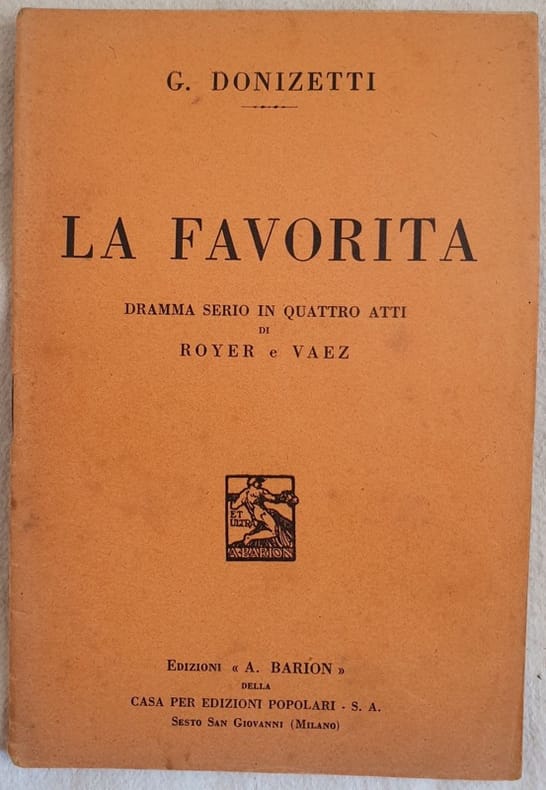 G. DONIZETTI
LA FAVORITA
DRAMMA SERIO IN QUATTRO ATTI
DI
ROYER e VAEZ
ET
ULTRA
A·BARION
EDIZIONI « A. BARION »
DELLA
CASA PER EDIZIONI POPOLARI - S. A.
SESTO SAN GIOVANNI (MILANO)